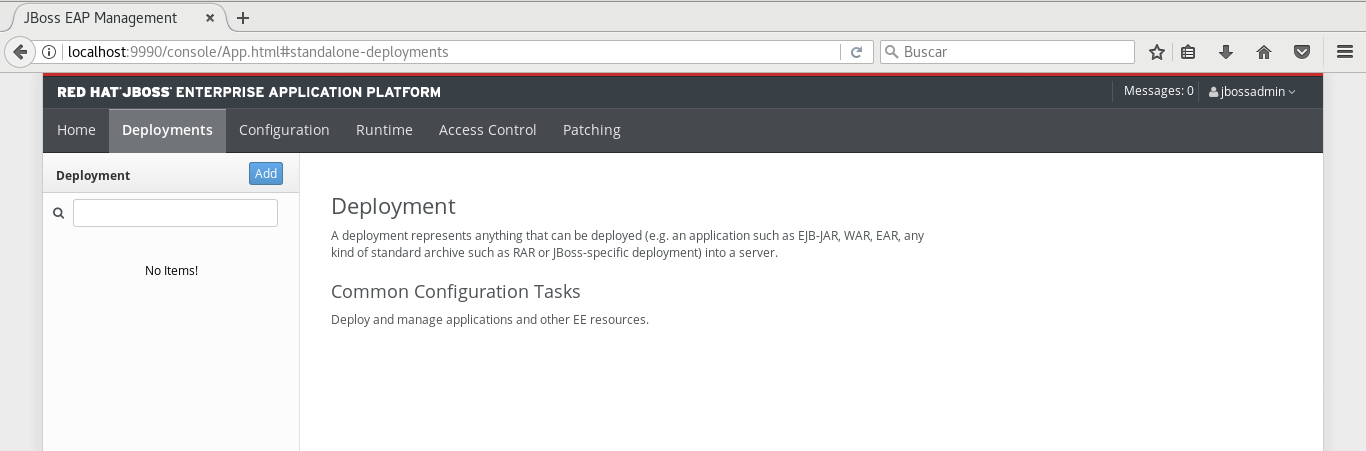 JBoss EAP Management
localhost:9990/console/App.html#standalone-deployments
Buscar
RED HAT® JBOSS® ENTERPRISE APPLICATION PLATFORM
Messages: 0
jbossadmin
Home Deployments Configuration Runtime Access Control Patching
Deployment
Add
No Items!
Deployment
A deployment represents anything that can be deployed (e.g. an application such as EJB-JAR, WAR, EAR, any
kind of standard archive such as RAR or JBoss-specific deployment) into a server.
Common Configuration Tasks
Deploy and manage applications and other EE resources.